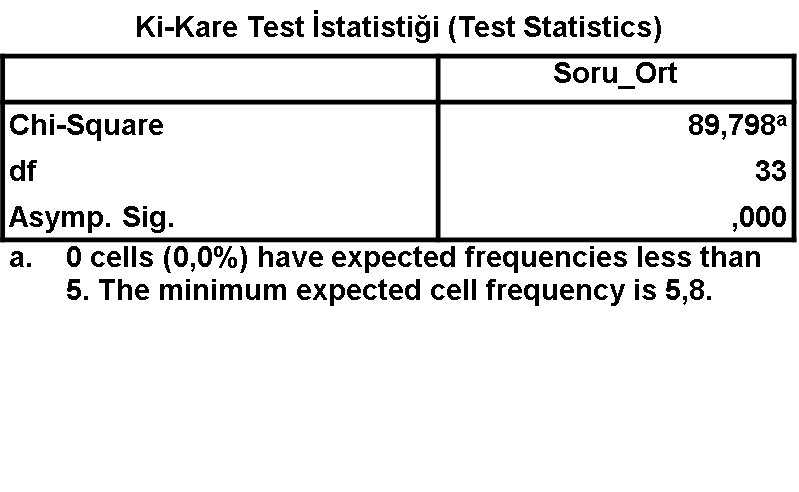 Ki-Kare Test İstatistiği (Test Statistics)
Soru_Ort
Chi-Square 89,798a
df 33
Asymp. Sig. ,000
a. 0 cells (0,0%) have expected frequencies less than
5. The minimum expected cell frequency is 5,8.